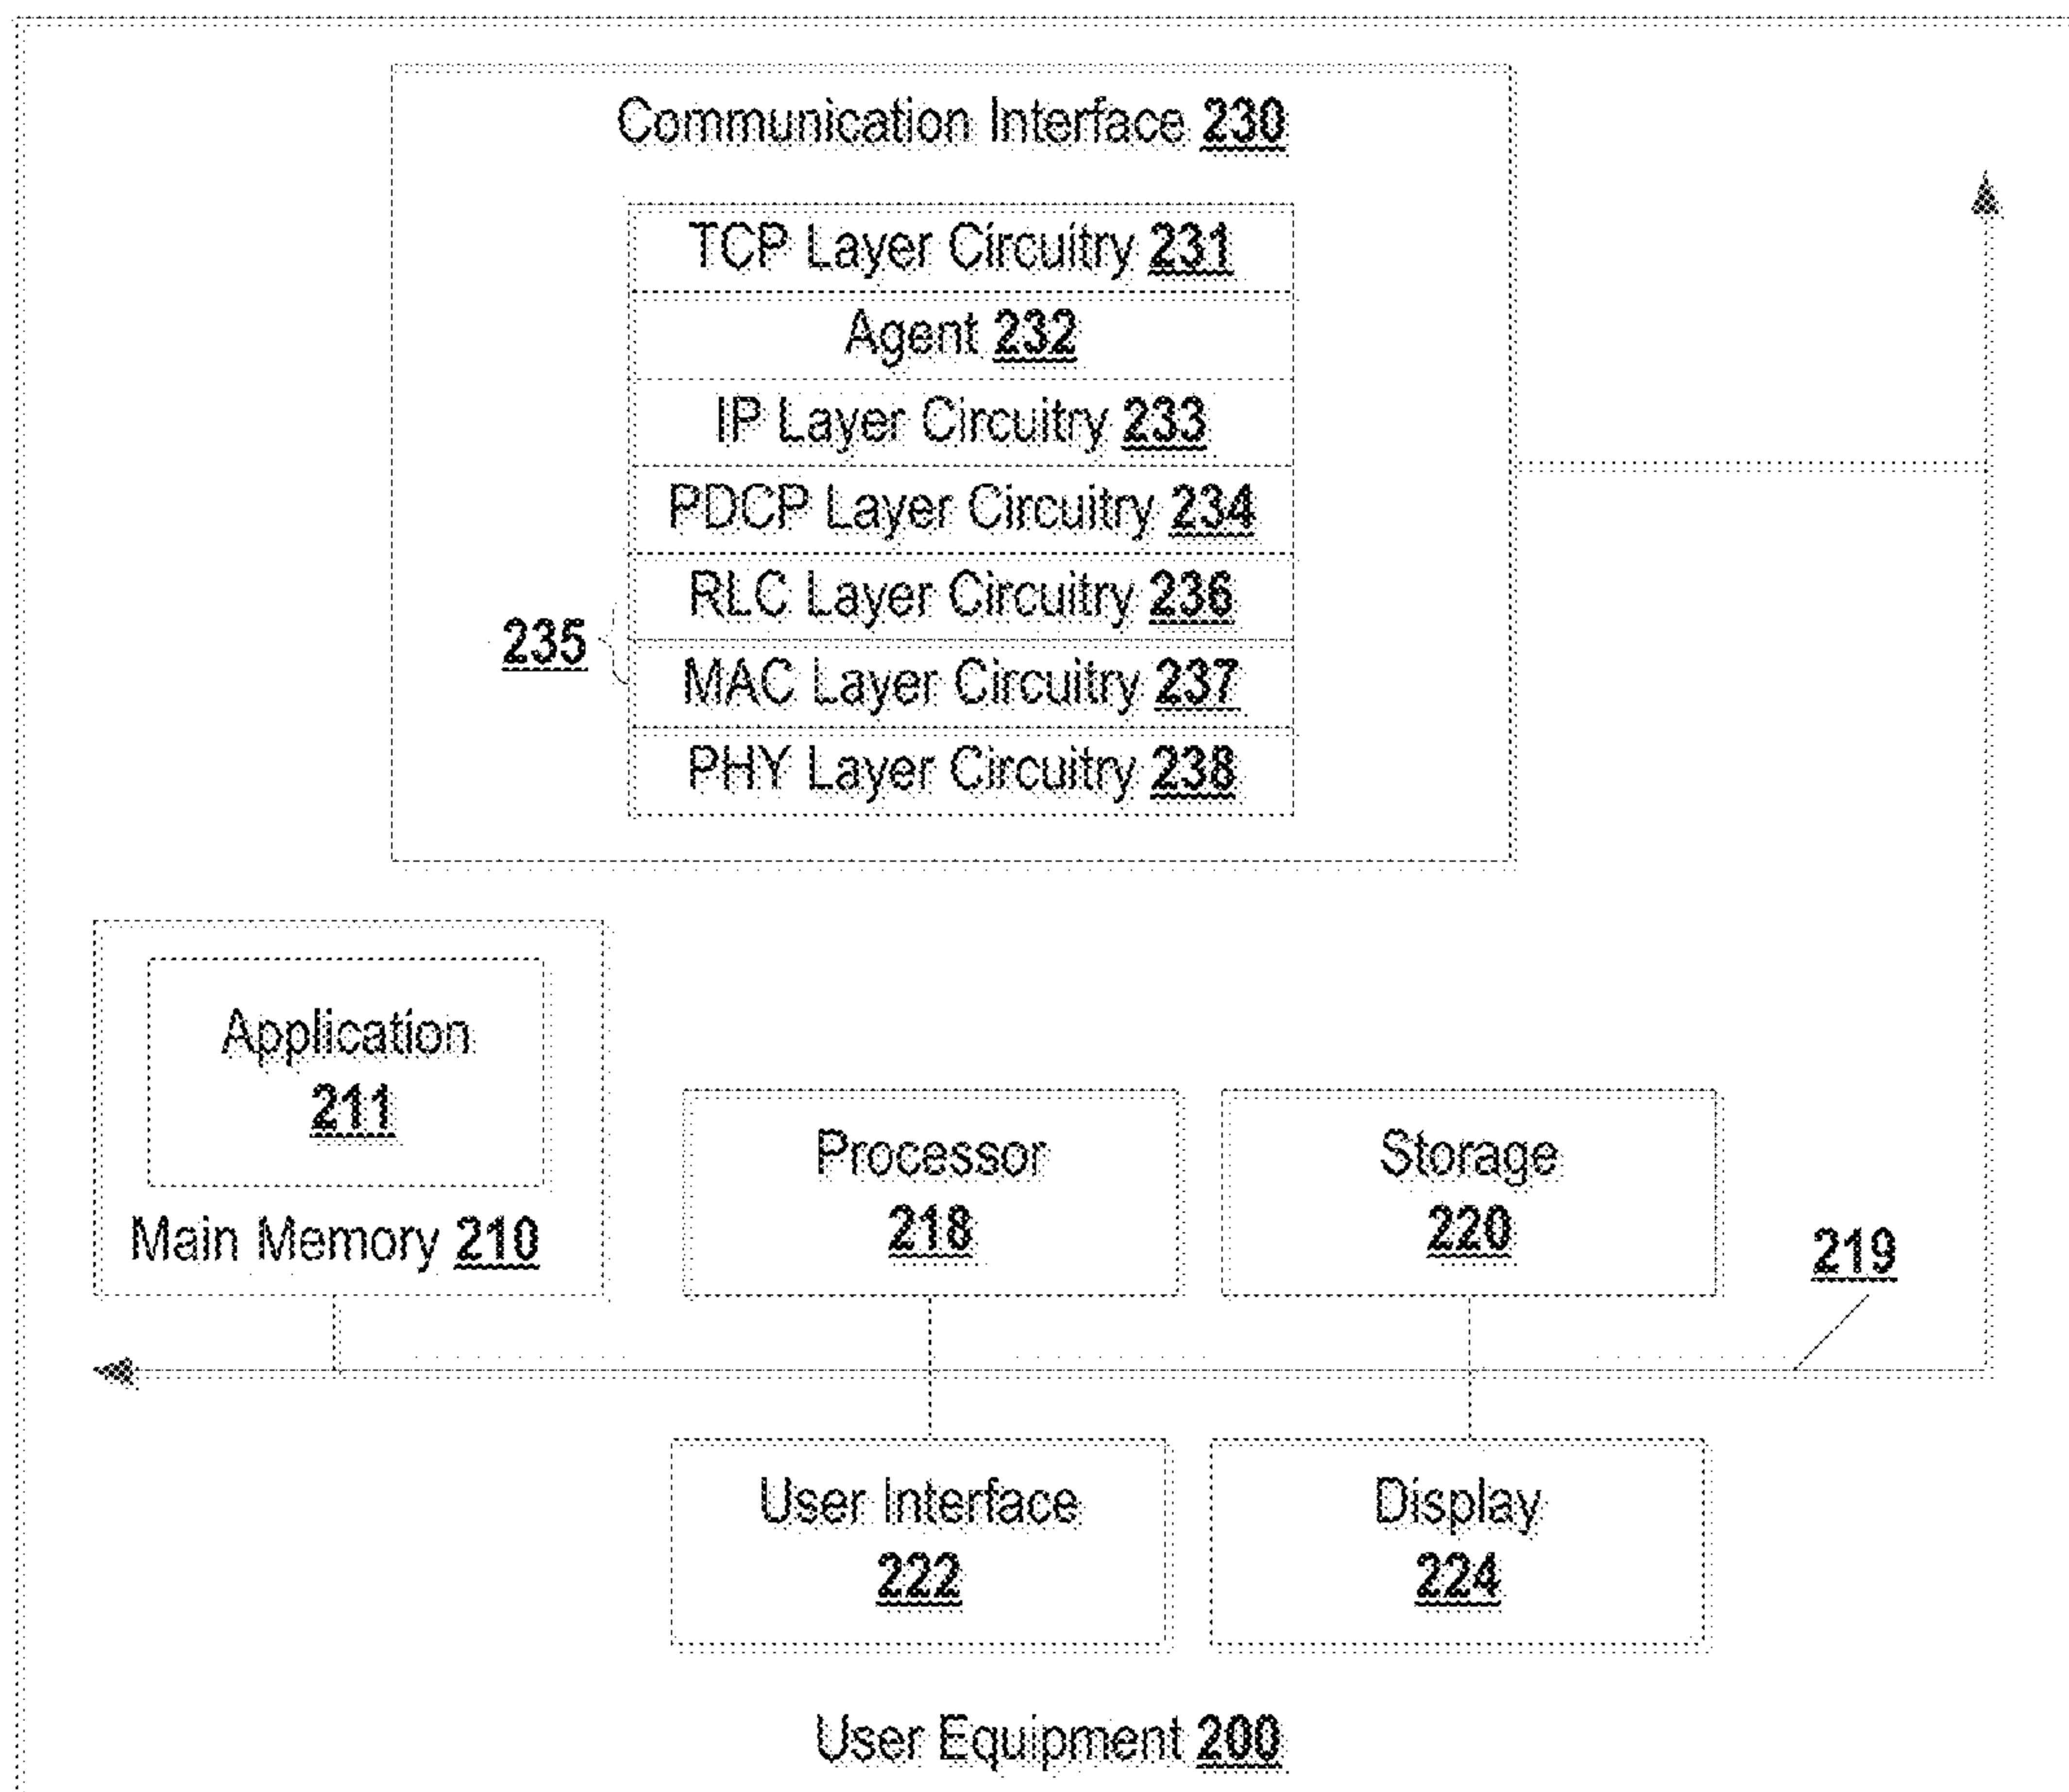 Communication Interface 230
TCP Layer Circuitry 231
Agent 232
IP Layer Circuitry 233
PDCP Layer Circuitry 234
RLC Layer Circuitry 236
235
MAC Layer Circuitry 237
PHY Layer Circuitry 238
Application
211
Main Memory 210
Processor
218
Storage
220
219
User Interface
222
Display
224
User Equipment 200